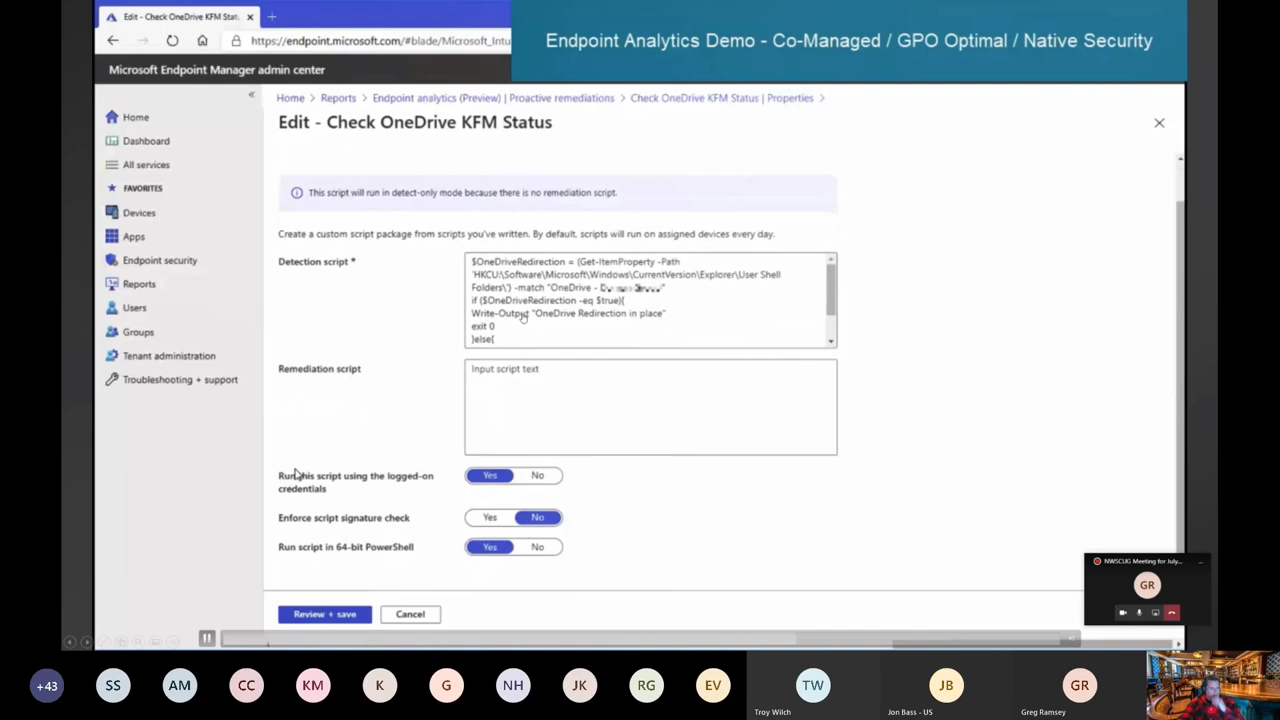 Edit - Check OneDrive KFM Stat
https://endpoint.microsoft.com/#blade/Microsoft_Intu
Endpoint Analytics Demo - Co-Managed / GPO Optimal / Native Security
Microsoft Endpoint Manager admin center
«
Home > Reports > Endpoint analytics (Preview) | Proactive remediations > Check OneDrive KFM Status | Properties >
Edit - Check OneDrive KFM Status
Home
Dashboard
All services
FAVORITES
Devices
Apps
Endpoint security
Reports
Users
Groups
Tenant administration
Troubleshooting + support
This script will run in detect-only mode because there is no remediation script.
Create a custom script package from scripts you've written. By default, scripts will run on assigned devices every day.
Detection script *
$OneDriveRedirection = (Get-ItemProperty -Path
'HKCU:\Software\Microsoft\Windows\CurrentVersion\Explorer\User Shell
Folders\') -match "OneDrive -
if ($OneDriveRedirection -eq $true){
Write-Output "OneDrive Redirection in place"
exit 0
}else{
Remediation script
Input script text
Run this script using the logged-on
credentials
Yes No
Enforce script signature check
Yes No
Run script in 64-bit PowerShell
Yes No
Review + save
Cancel
NWSCUG Meeting for July...
GR
+43
SS
AM
CC
KM
K
G
NH
JK
RG
EV
TW
Troy Wilch
JB
Jon Bass - US
GR
Greg Ramsey